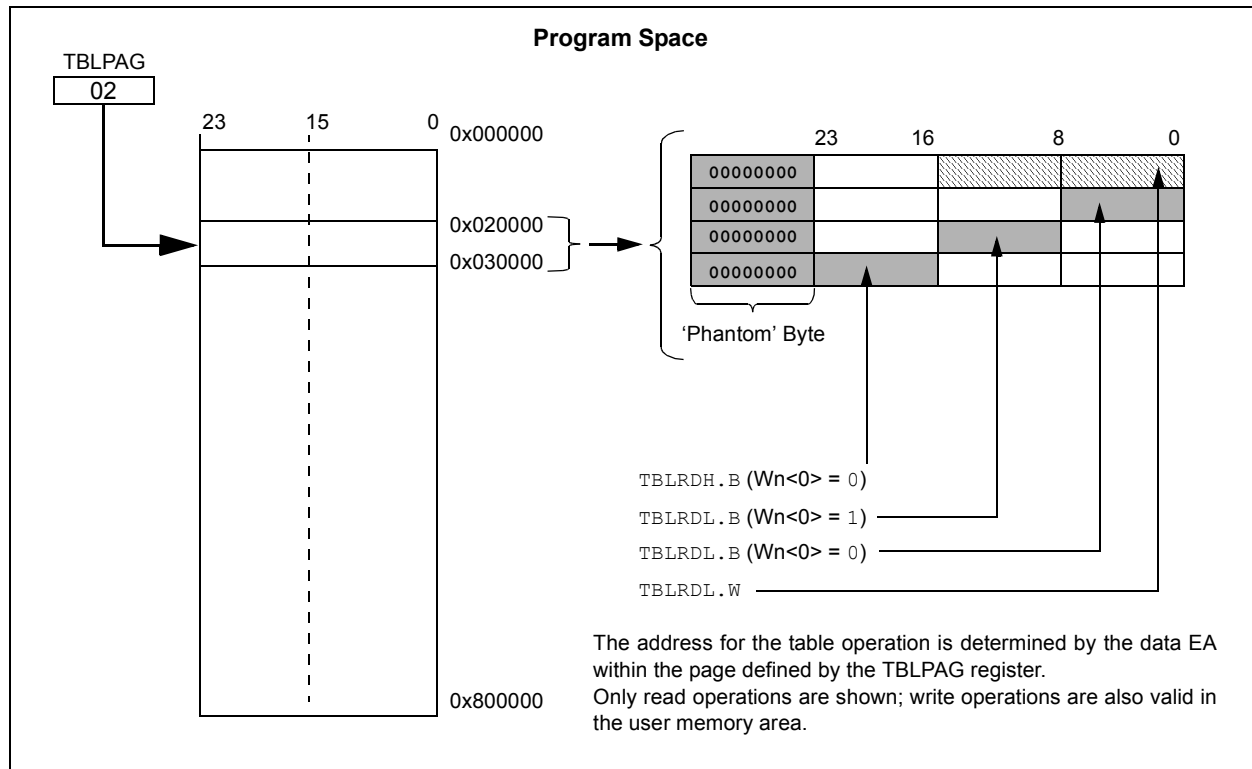 Program Space
TBLPAG
02
23 15 0
0x000000
0x020000
0x030000
0x800000
23 16 8 0
00000000
00000000
00000000
00000000
‘Phantom’ Byte
TBLRDH.B (Wn<0> = 0)
TBLRDL.B (Wn<0> = 1)
TBLRDL.B (Wn<0> = 0)
TBLRDL.W
The address for the table operation is determined by the data EA
within the page defined by the TBLPAG register.
Only read operations are shown; write operations are also valid in
the user memory area.